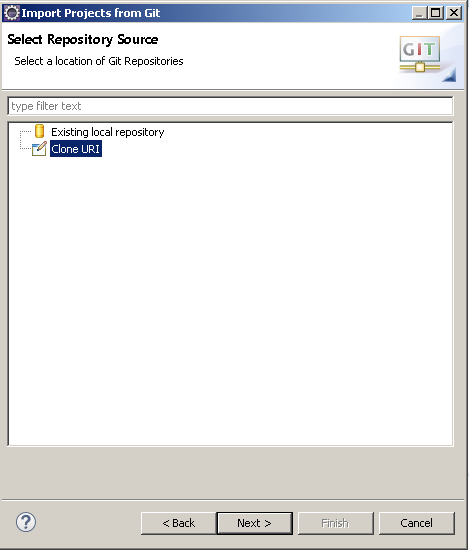 Import Projects from Git
Select Repository Source
Select a location of Git Repositories
GIT
type filter text
Existing local repository
Clone URI
?
< Back
Next >
Finish
Cancel